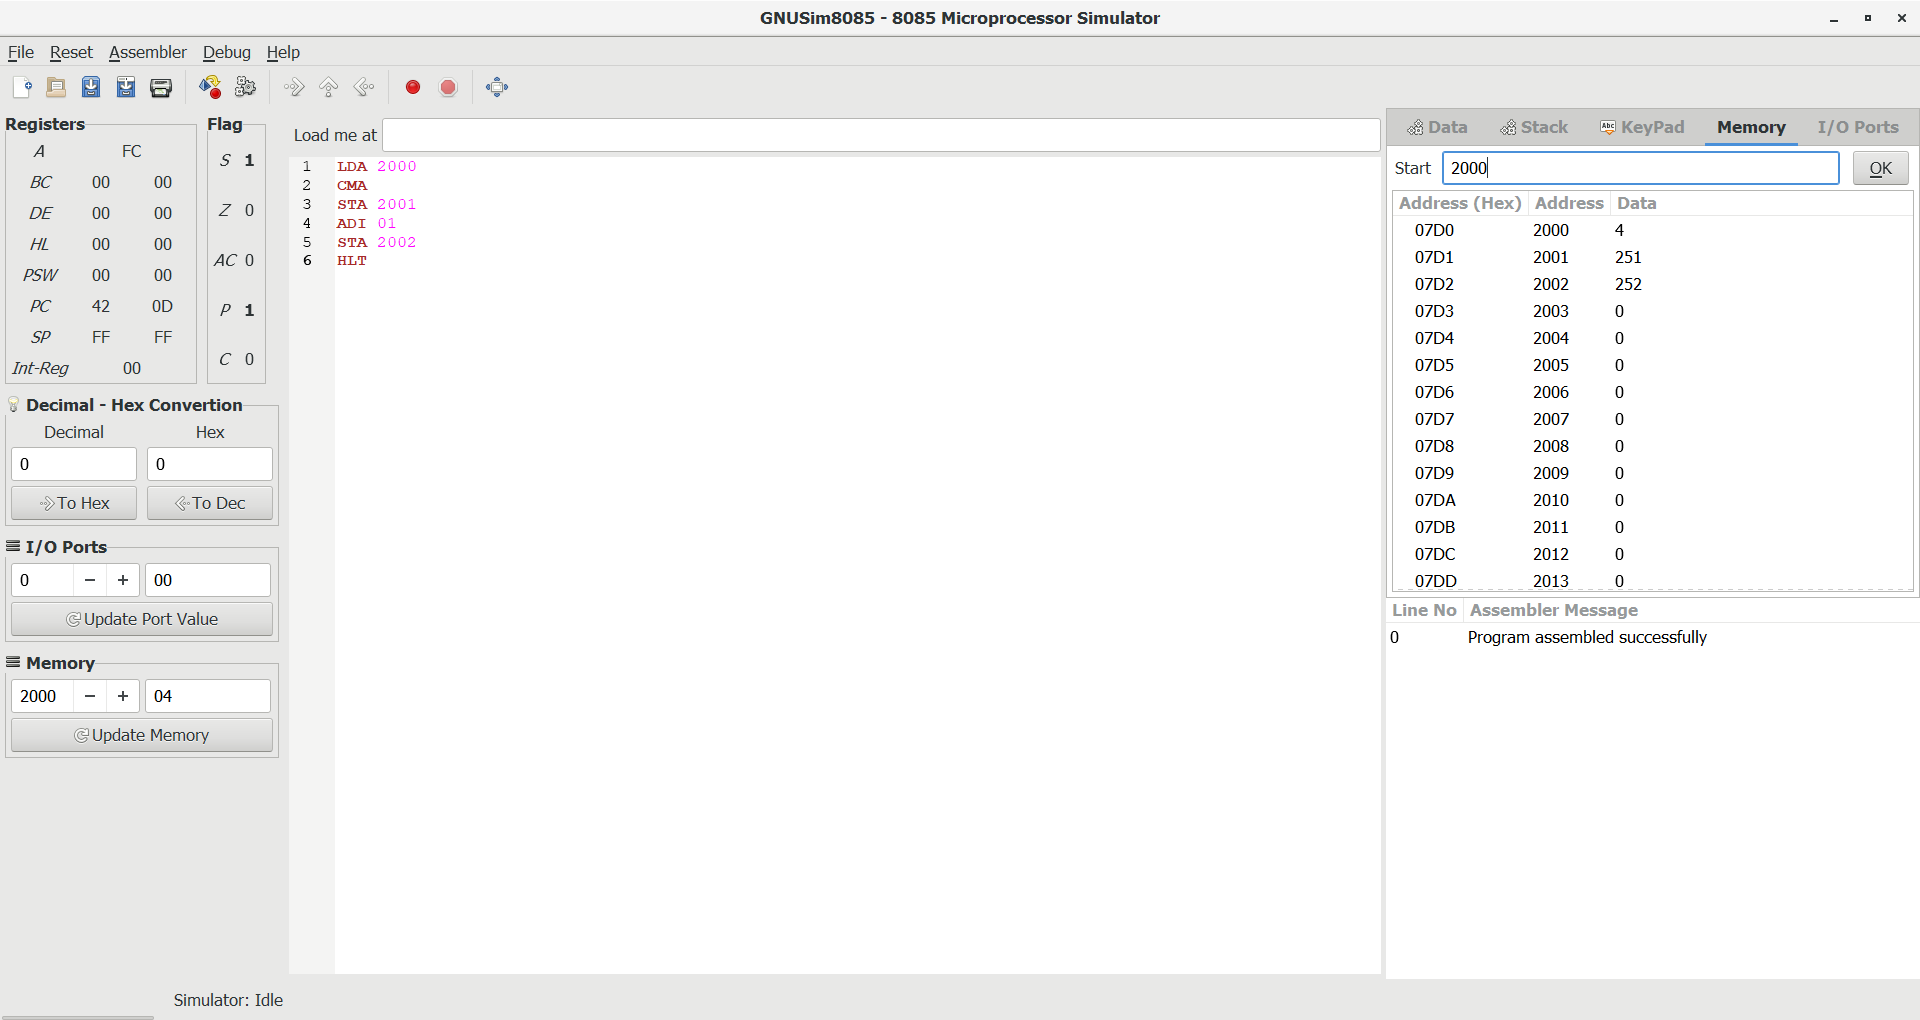 GNUSim8085 - 8085 Microprocessor Simulator
File Reset Assembler Debug Help
Registers
A FC
BC 00 00
DE 00 00
HL 00 00
PSW 00 00
PC 42 0D
SP FF FF
Int-Reg 00
Flag
S 1
Z 0
AC 0
P 1
C 0
Decimal - Hex Convertion
Decimal Hex
0 0
To Hex To Dec
I/O Ports
0 − + 00
Update Port Value
Memory
2000 − + 04
Update Memory
Load me at
1 LDA 2000
2 CMA
3 STA 2001
4 ADI 01
5 STA 2002
6 HLT
Data Stack Abc KeyPad Memory I/O Ports
Start 2000 OK
Address (Hex) Address Data
07D0 2000 4
07D1 2001 251
07D2 2002 252
07D3 2003 0
07D4 2004 0
07D5 2005 0
07D6 2006 0
07D7 2007 0
07D8 2008 0
07D9 2009 0
07DA 2010 0
07DB 2011 0
07DC 2012 0
07DD 2013 0
Line No Assembler Message
0 Program assembled successfully
Simulator: Idle